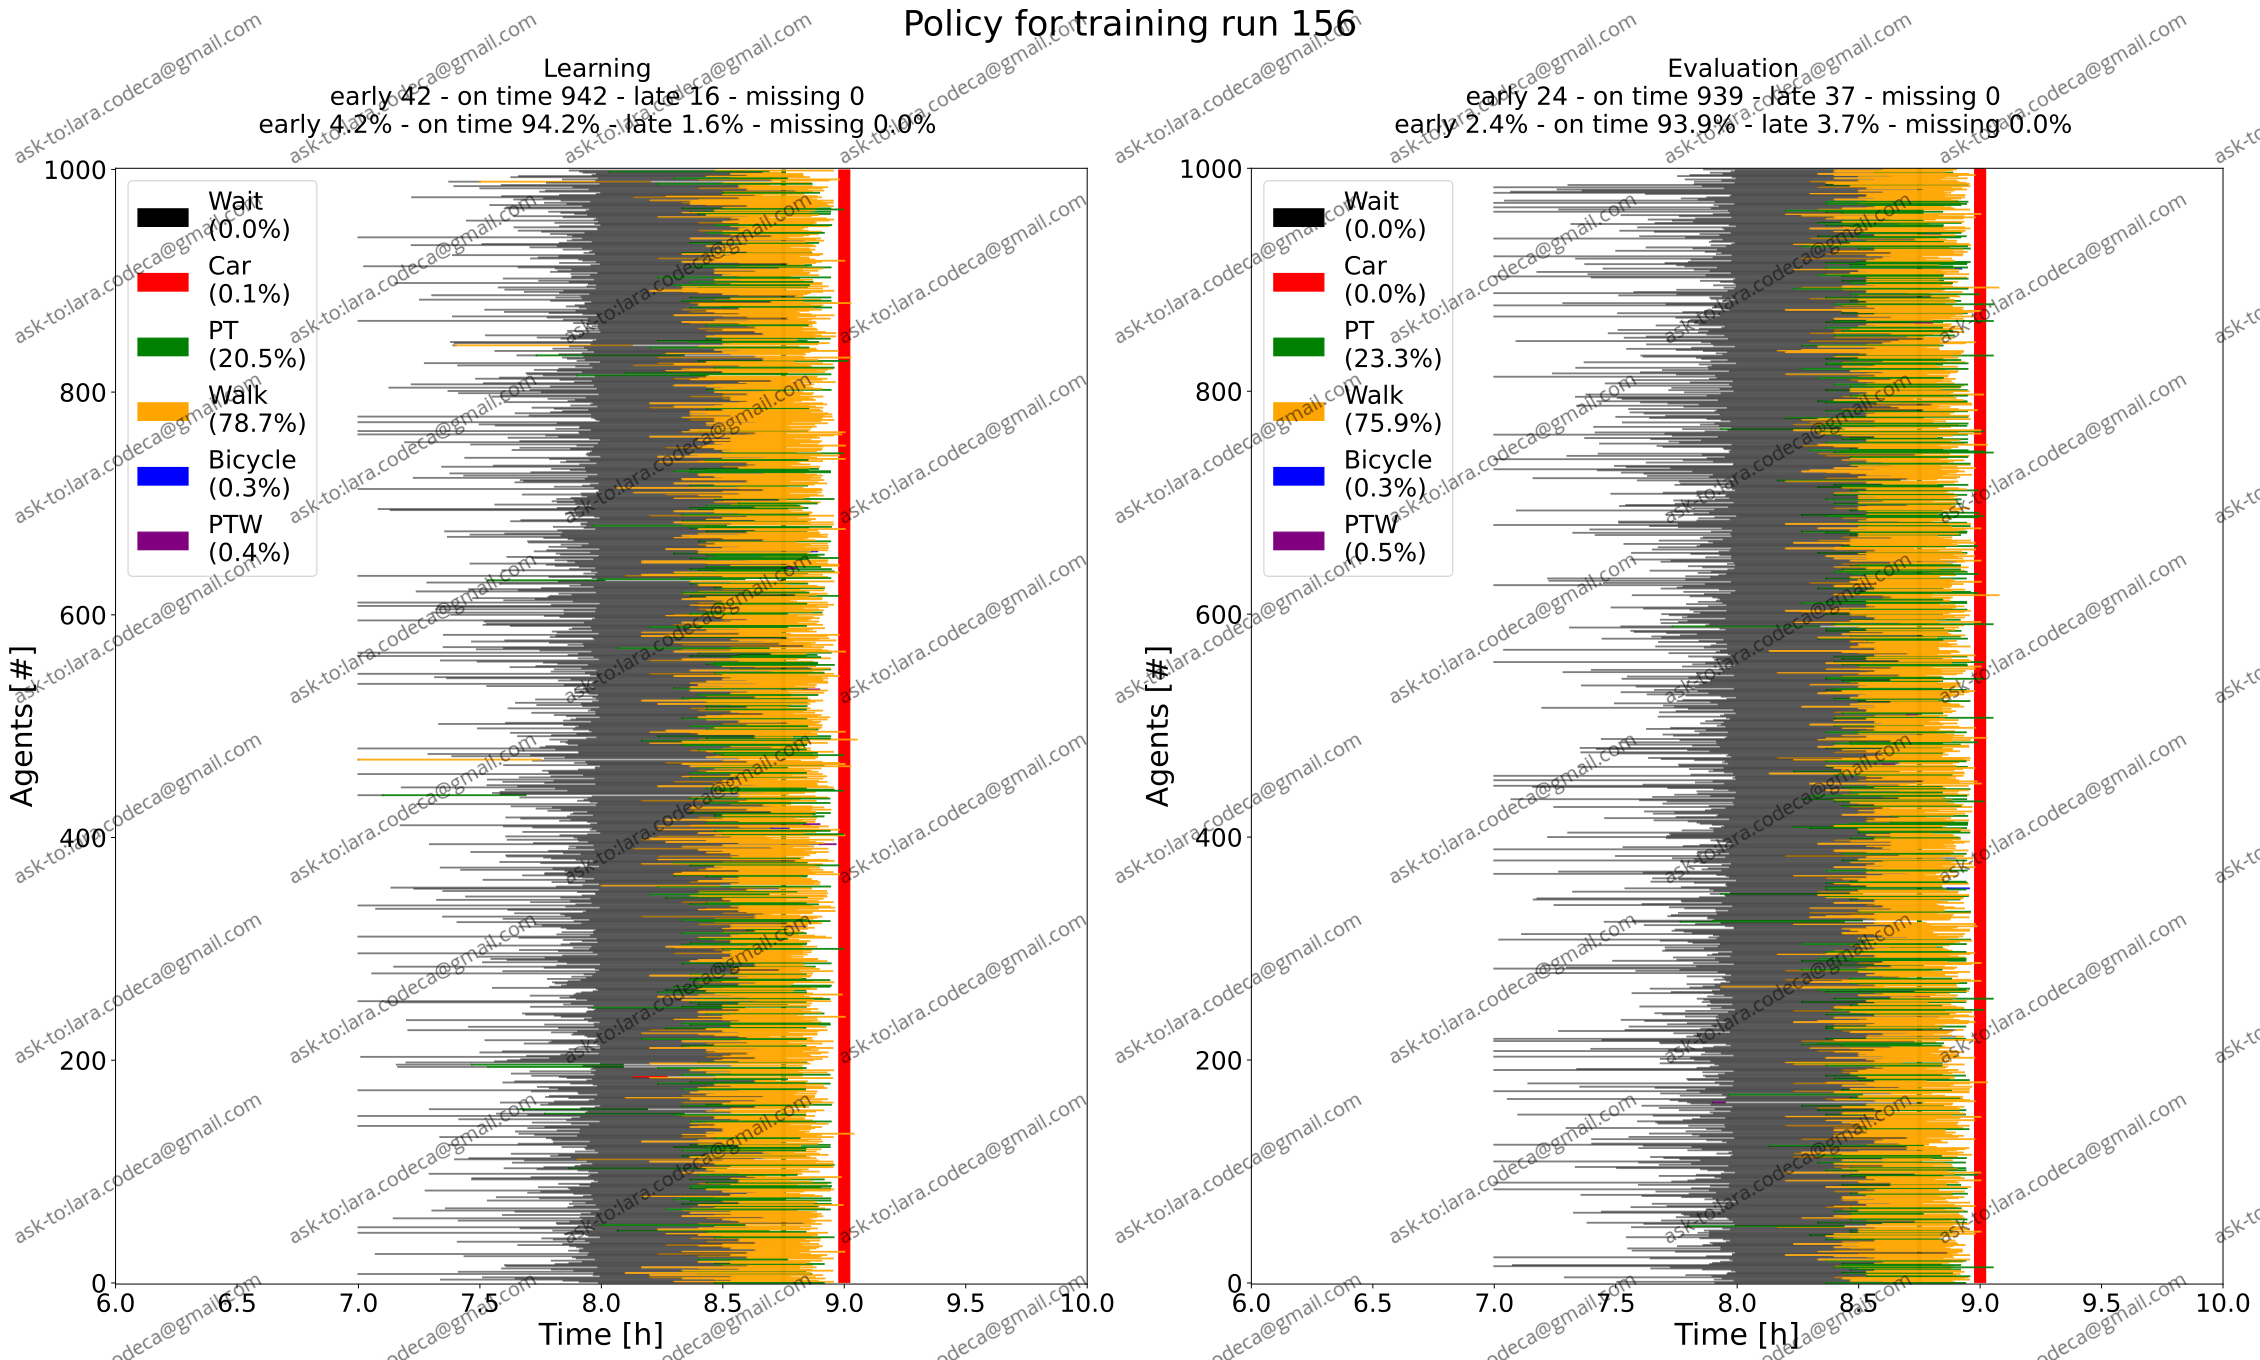 Policy for training run 156
Learning
early 42 - on time 942 - late 16 - missing 0
early 4.2% - on time 94.2% - late 1.6% - missing 0.0%
1000
800
600
400
200
0
Agents [#]
Wait
(0.0%)
Car
(0.1%)
PT
(20.5%)
Walk
(78.7%)
Bicycle
(0.3%)
PTW
(0.4%)
6.0 6.5 7.0 7.5 8.0 8.5 9.0 9.5 10.0
Time [h]
Evaluation
early 24 - on time 939 - late 37 - missing 0
early 2.4% - on time 93.9% - late 3.7% - missing 0.0%
1000
800
600
400
200
0
Agents [#]
Wait
(0.0%)
Car
(0.0%)
PT
(23.3%)
Walk
(75.9%)
Bicycle
(0.3%)
PTW
(0.5%)
6.0 6.5 7.0 7.5 8.0 8.5 9.0 9.5 10.0
Time [h]
ask-to:lara.codeca@gmail.com